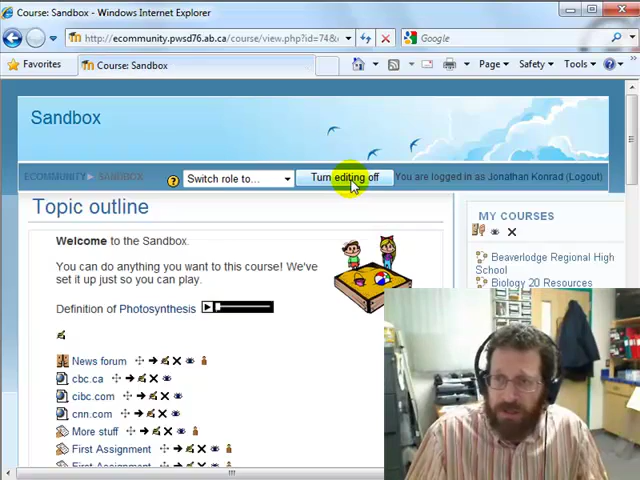 Course: Sandbox - Windows Internet Explorer
http://ecommunity.pwsd76.ab.ca/course/view.php?id=74&
Google
Favorites
Course: Sandbox
Page
Safety
Tools
Sandbox
ECOMMUNITY ► SANDBOX
Switch role to...
Turn editing off
You are logged in as Jonathan Konrad (Logout)
Topic outline
MY COURSES
Welcome to the Sandbox.
You can do anything you want to this course! We've
set it up just so you can play.
Beaverlodge Regional High
School
Biology 20 Resources
Definition of Photosynthesis
News forum
cbc.ca
cibc.com
cnn.com
More stuff
First Assignment
First Assignment